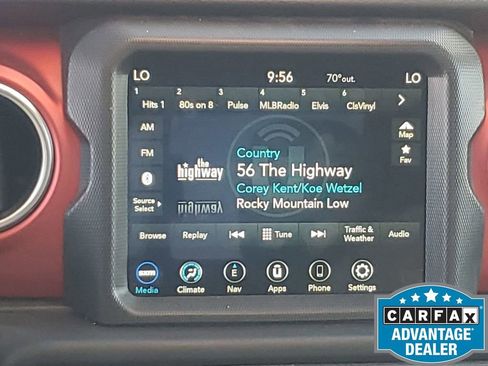 LO 9:56 70°out. LO
1 2 3 4 5 6
Hits 1 80s on 8 Pulse MLBRadio Elvis ClsVinyl
AM
FM
Source
Select
the
highway
Country
56 The Highway
Corey Kent/Koe Wetzel
Rocky Mountain Low
Map
Fav
Browse Replay Tune Traffic & Weather Audio
SXM E
Media Climate Nav Apps Phone Settings
CARFAX
ADVANTAGE
DEALER